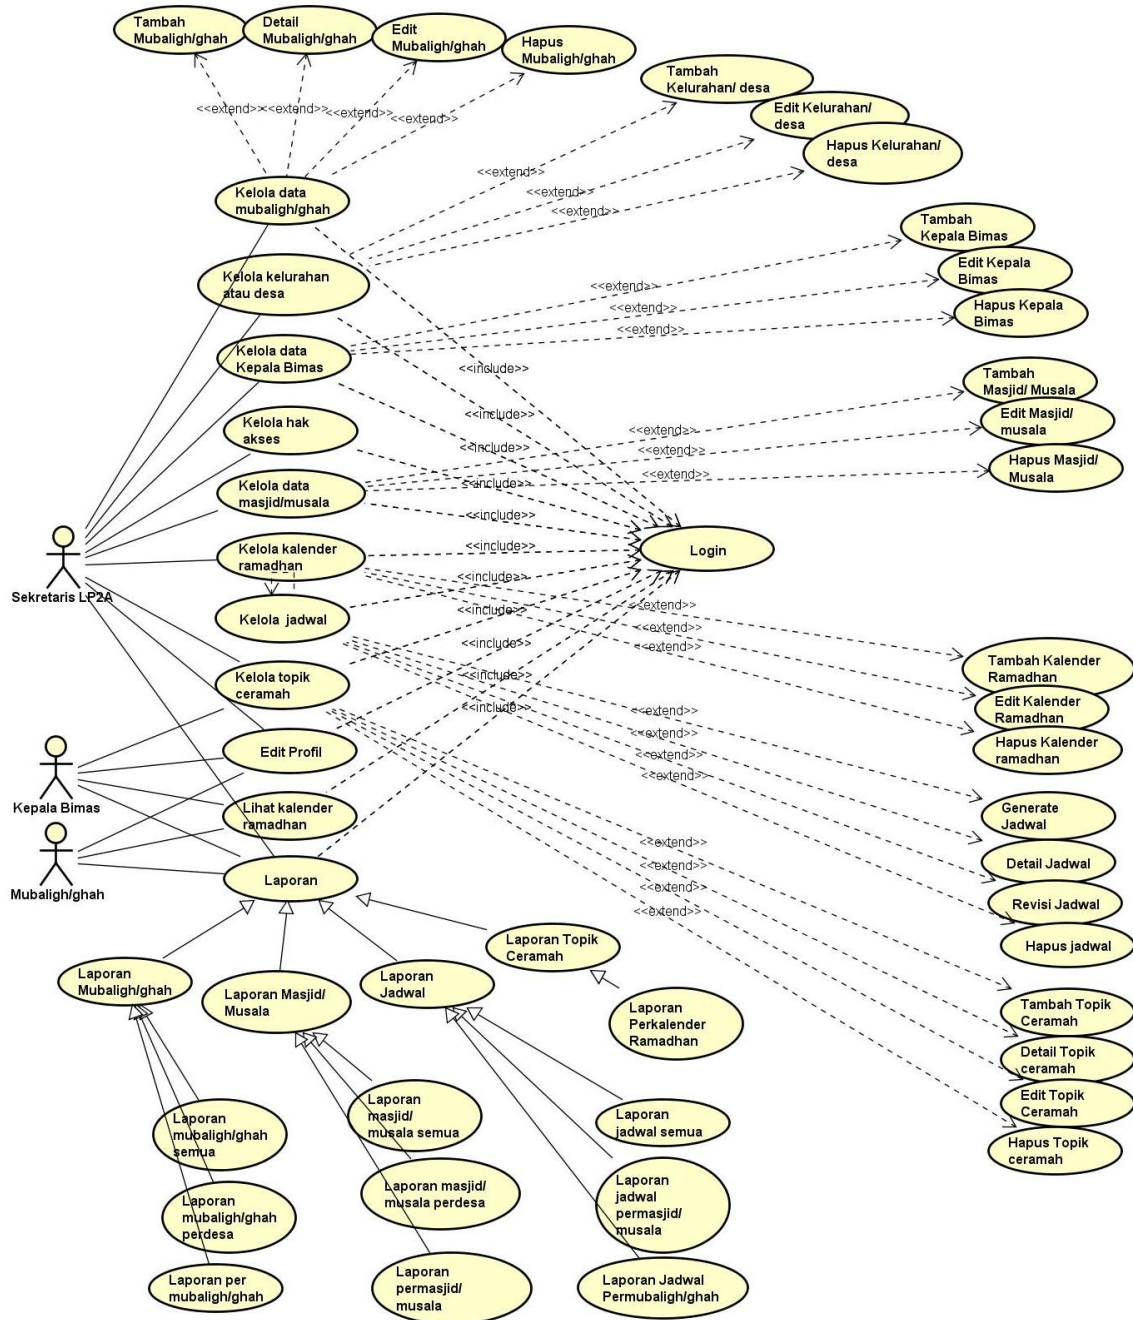 Tambah
Mubaligh/ghah
Detail
Mubaligh/ghah
Edit
Mubaligh/ghah
Hapus
Mubaligh/ghah
Tambah
Kelurahan/ desa
Edit Kelurahan/
desa
Hapus Kelurahan/
desa
<<extend>>
<<extend>>
<<extend>>
<<extend>>
<<extend>>
<<extend>>
<<extend>>
Kelola data
mubaligh/ghah
Kelola kelurahan
atau desa
Tambah
Kepala Bimas
Edit Kepala
Bimas
Hapus Kepala
Bimas
<<extend>>
<<extend>>
<<extend>>
Kelola data
Kepala Bimas
<<include>>
Tambah
Masjid/ Musala
Edit Masjid/
musala
Hapus Masjid/
Musala
<<extend>>
<<extend>>
<<extend>>
Kelola hak
akses
<<include>>
<<include>>
Kelola data
masjid/musala
<<include>>
<<include>>
Login
Sekretaris LP2A
Kelola kalender
ramadhan
<<include>>
<<include>>
Kelola jadwal
<<include>>
<<include>>
<<extend>>
<<extend>>
<<extend>>
Kelola topik
ceramah
<<include>>
<<include>>
Tambah Kalender
Ramadhan
Edit Kalender
Ramadhan
Hapus Kalender
ramadhan
Edit Profil
<<extend>>
<<extend>>
<<extend>>
<<extend>>
Kepala Bimas
Lihat kalender
ramadhan
Generate
Jadwal
Detail Jadwal
Revisi Jadwal
Hapus jadwal
Mubaligh/ghah
Laporan
<<extend>>
<<extend>>
<<extend>>
<<extend>>
Laporan Topik
Ceramah
Laporan
Mubaligh/ghah
Laporan Masjid/
Musala
Laporan
Jadwal
Laporan
Perkalender
Ramadhan
Tambah Topik
Ceramah
Detail Topik
ceramah
Edit Topik
Ceramah
Hapus Topik
ceramah
Laporan
mubaligh/ghah
semua
Laporan
masjid/
musala semua
Laporan
jadwal semua
Laporan
mubaligh/ghah
perdesa
Laporan masjid/
musala perdesa
Laporan
jadwal
permasjid/
musala
Laporan per
mubaligh/ghah
Laporan
permasjid/
musala
Laporan Jadwal
Permubaligh/ghah